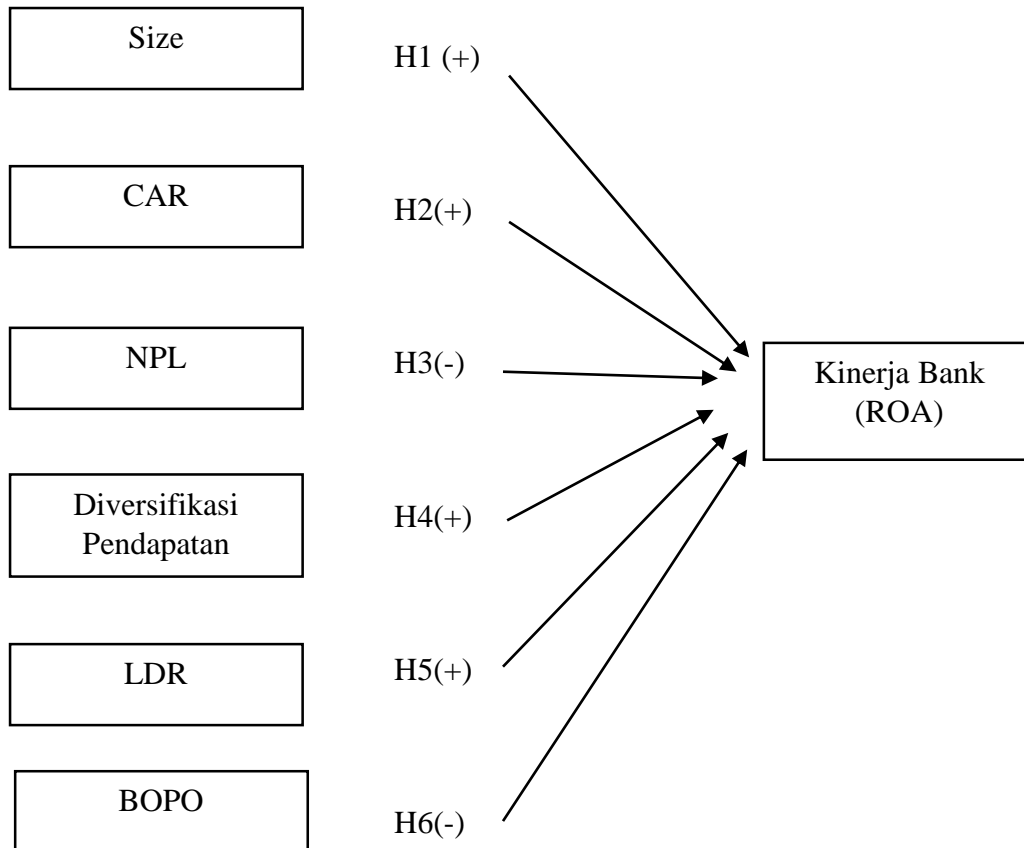 Size
H1 (+)
CAR
H2(+)
NPL
H3(-)
Kinerja Bank
(ROA)
Diversifikasi
Pendapatan
H4(+)
LDR
H5(+)
BOPO
H6(-)